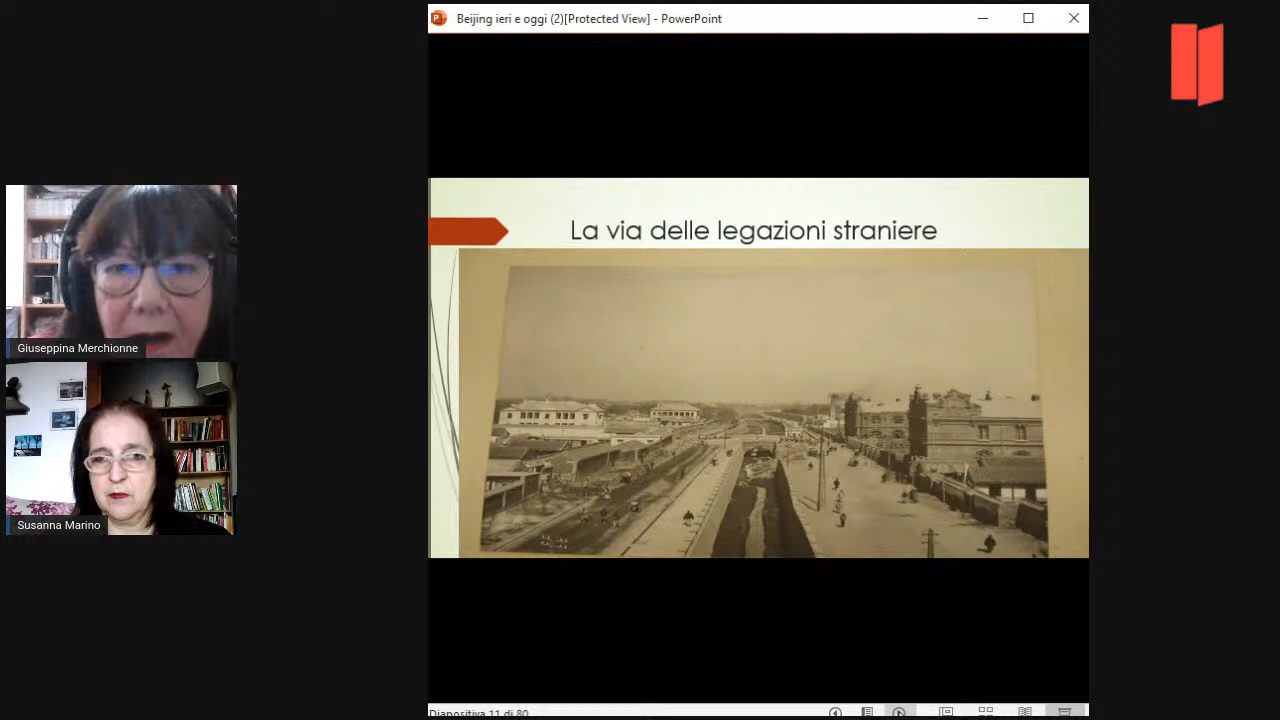 Beijing ieri e oggi (2)[Protected View] - PowerPoint
La via delle legazioni straniere
Giuseppina Merchionne
Susanna Marino
Diapositiva 11 di 80